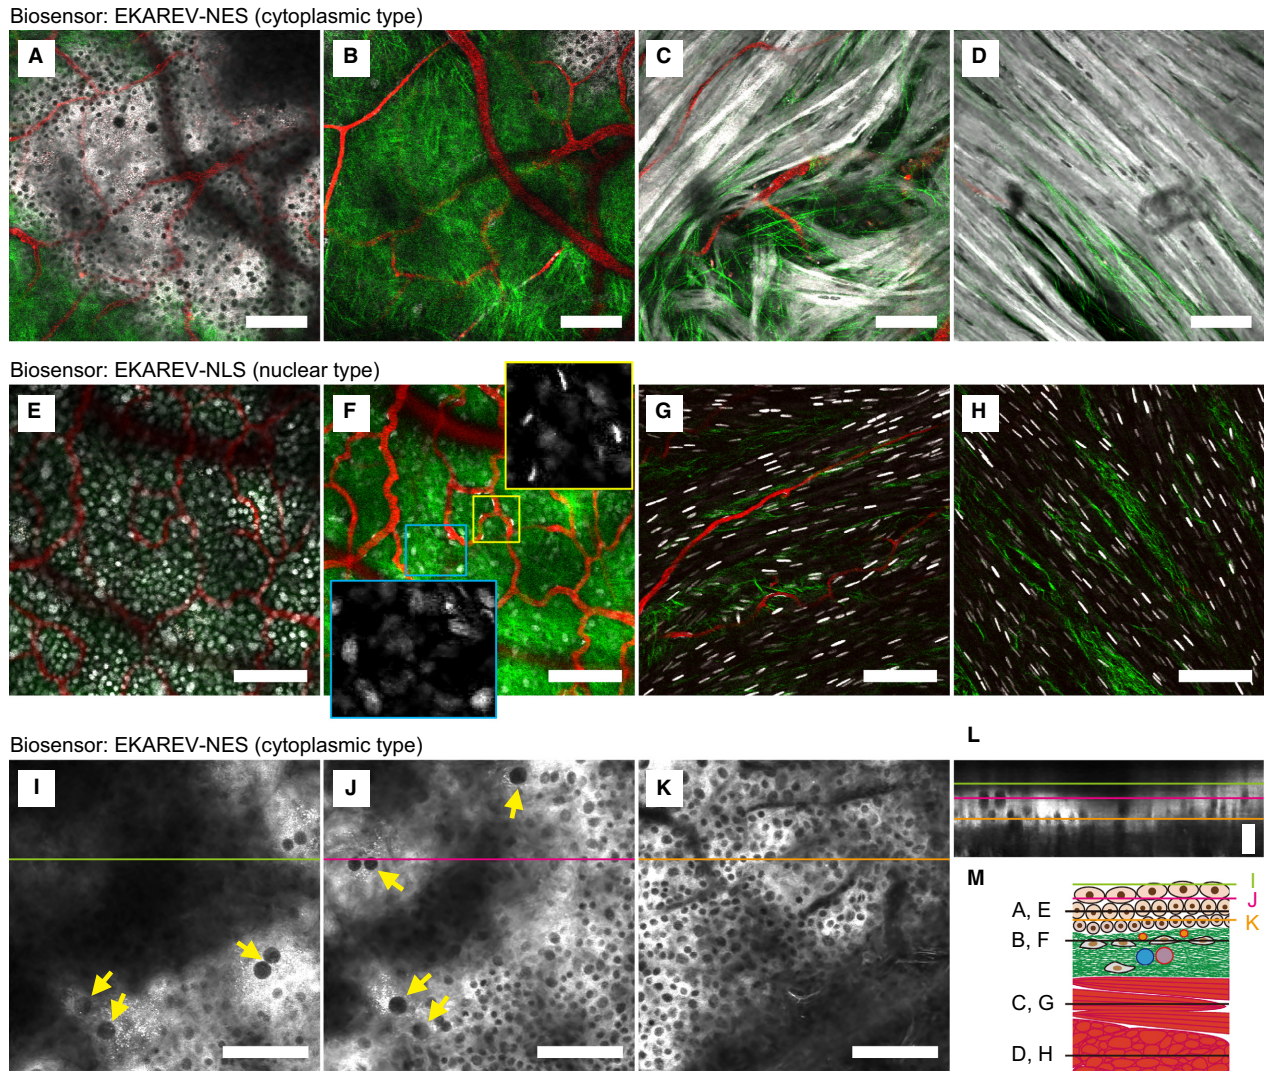 Biosensor: EKAREV-NES (cytoplasmic type)
A
B
C
D
Biosensor: EKAREV-NLS (nuclear type)
E
F
G
H
Biosensor: EKAREV-NES (cytoplasmic type)
I
J
K
L
M
I
J
A, E
K
B, F
C, G
D, H